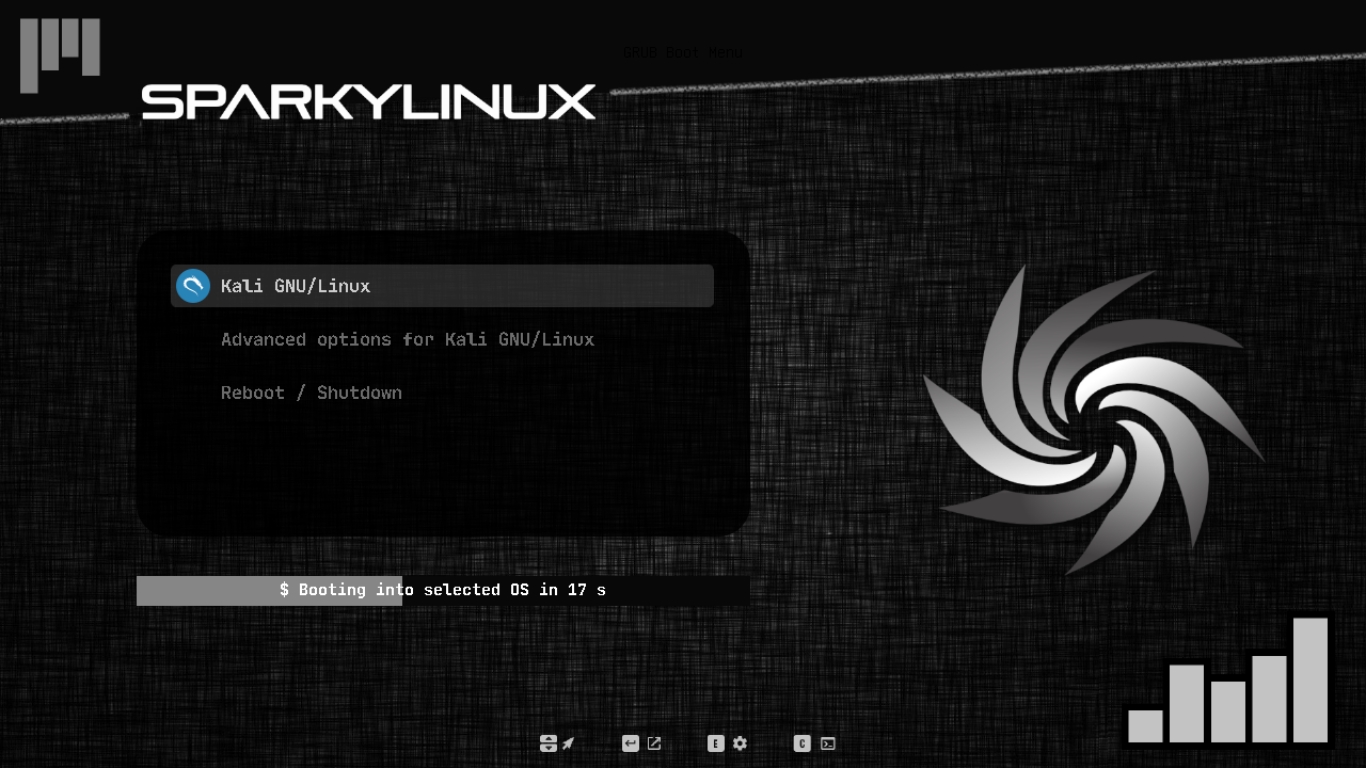 GRUB Boot Menu
SPARKYLINUX
Kali GNU/Linux
Advanced options for Kali GNU/Linux
Reboot / Shutdown
$ Booting into selected OS in 17 s
E C